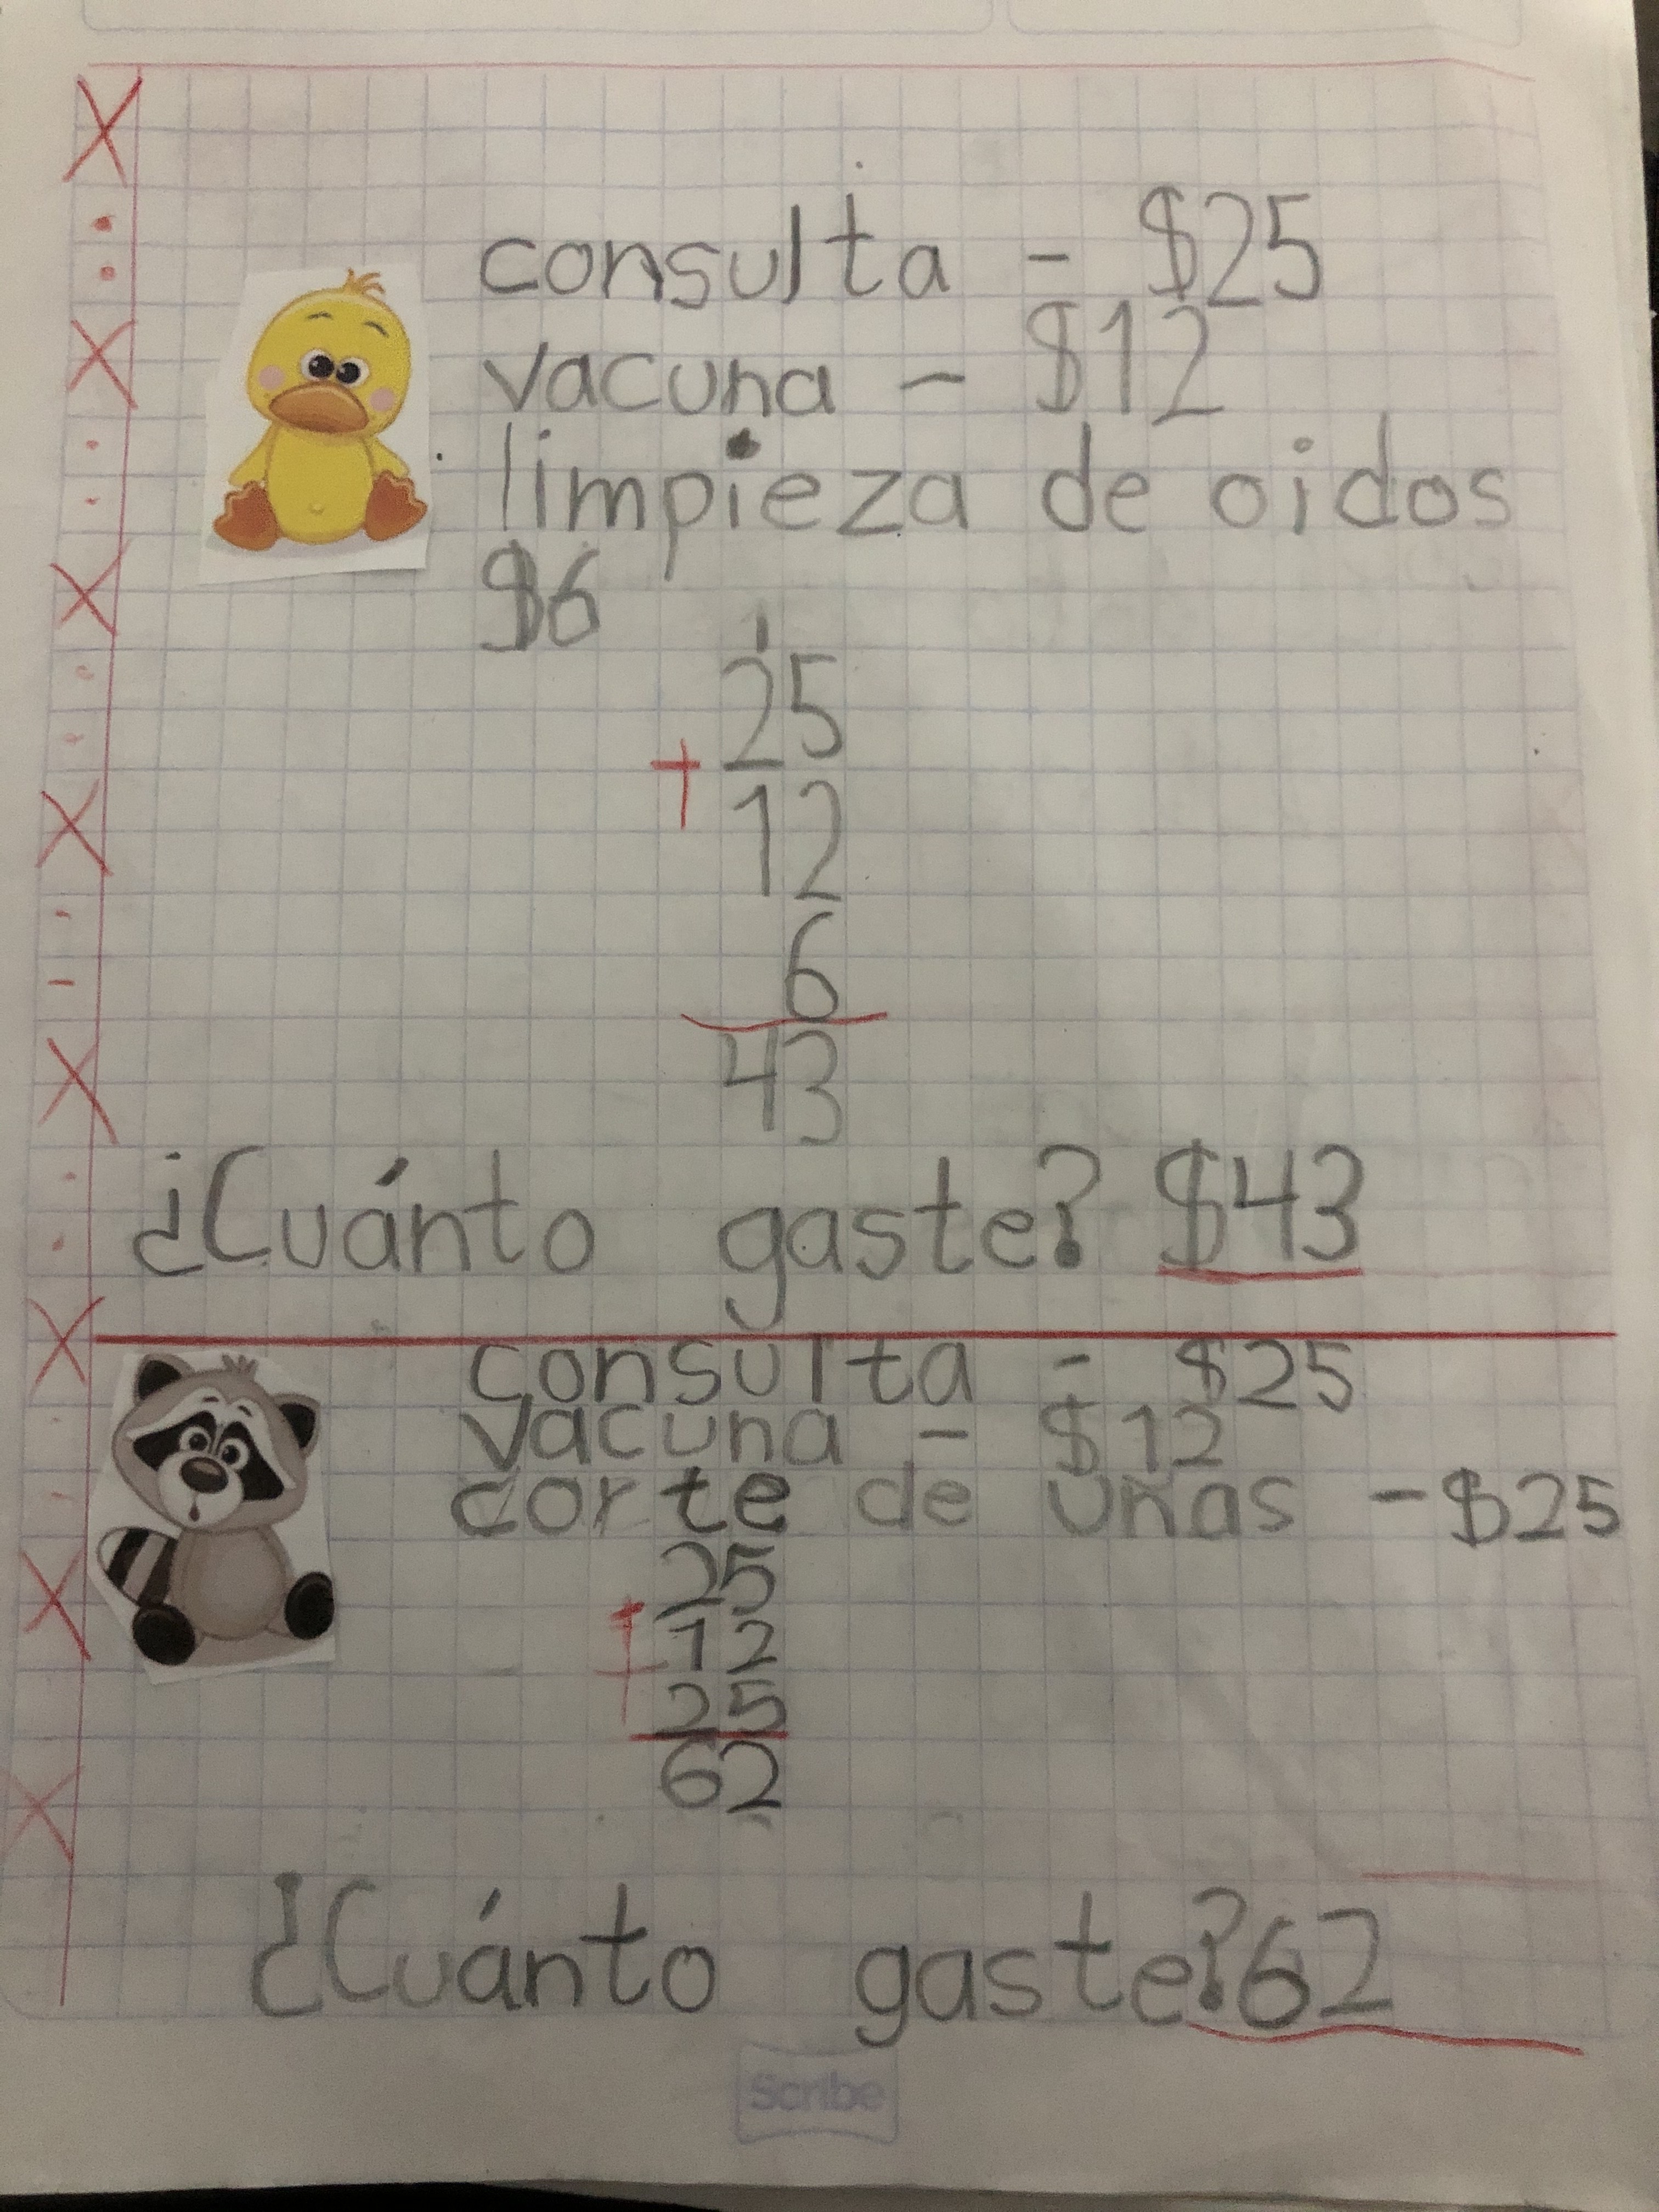 consulta - $25
vacuna - $12
limpieza de oidos
$6
1
25
+
12
6
43
¿Cuánto gaste? $43
consulta - $25
vacuna - $12
corte de uñas - $25
25
+ 12
25
62
¿Cuánto gaste? 62
Scribe